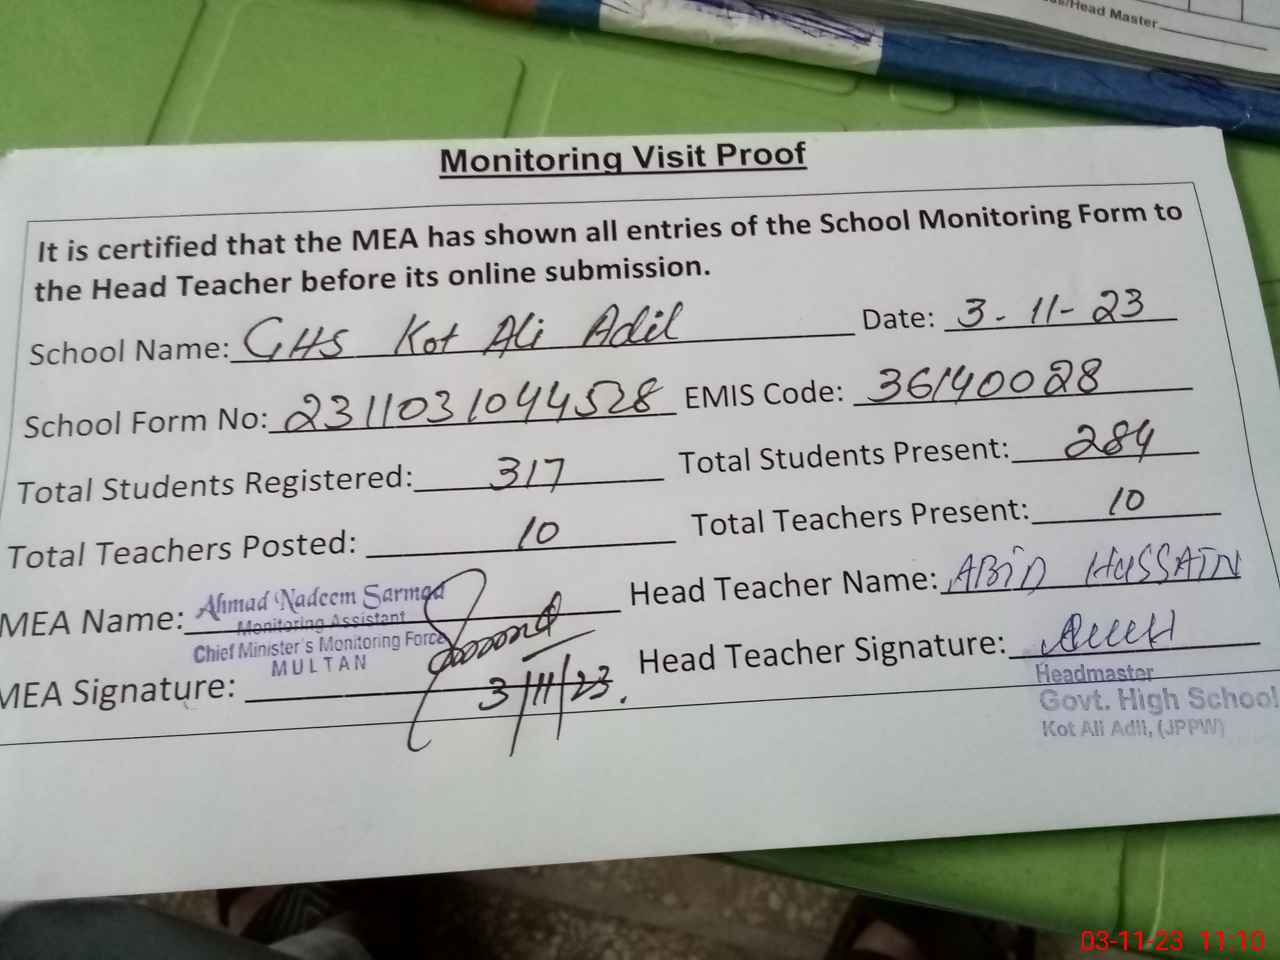 ss/Head Master
Monitoring Visit Proof
It is certified that the MEA has shown all entries of the School Monitoring Form to
the Head Teacher before its online submission.
School Name: GHS Kot Ali Adil Date: 3-11-23
School Form No: 2311031044528 EMIS Code: 36140028
Total Students Registered: 317 Total Students Present: 284
Total Teachers Posted: 10 Total Teachers Present: 10
MEA Name: Ahmad Nadeem Sarmad Head Teacher Name: ABID HUSSAIN
Monitoring Assistant
Chief Minister's Monitoring Force
MULTAN
MEA Signature: 3/11/23. Head Teacher Signature:
Headmaster
Govt. High School
Kot Ali Adil, (JPPW)
03-11-23 11:10